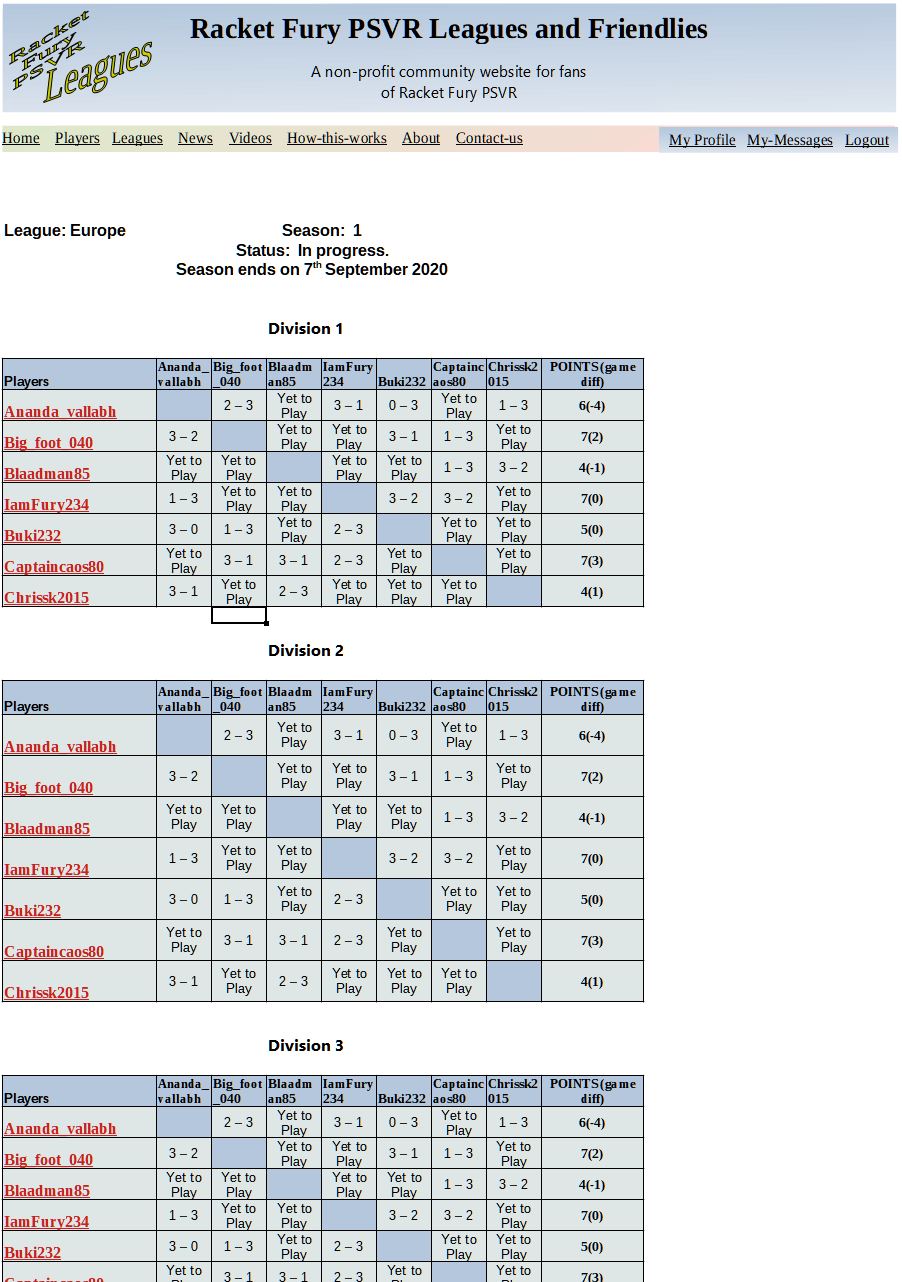 Racket
Fury
PSVR
Leagues
Racket Fury PSVR Leagues and Friendlies
A non-profit community website for fans
of Racket Fury PSVR
Home Players Leagues News Videos How-this-works About Contact-us My Profile My-Messages Logout
League: Europe Season: 1
Status: In progress.
Season ends on 7th September 2020
Division 1
Players Ananda_vallabh Big_foot_040 Blaadman85 IamFury234 Buki232 Captaincaos80 Chrissk2015 POINTS(game diff)
Ananda_vallabh 2 – 3 Yet to Play 3 – 1 0 – 3 Yet to Play 1 – 3 6(-4)
Big_foot_040 3 – 2 Yet to Play Yet to Play 3 – 1 1 – 3 Yet to Play 7(2)
Blaadman85 Yet to Play Yet to Play Yet to Play Yet to Play 1 – 3 3 – 2 4(-1)
IamFury234 1 – 3 Yet to Play Yet to Play 3 – 2 3 – 2 Yet to Play 7(0)
Buki232 3 – 0 1 – 3 Yet to Play 2 – 3 Yet to Play Yet to Play 5(0)
Captaincaos80 Yet to Play 3 – 1 3 – 1 2 – 3 Yet to Play Yet to Play 7(3)
Chrissk2015 3 – 1 Yet to Play 2 – 3 Yet to Play Yet to Play Yet to Play 4(1)
Division 2
Players Ananda_vallabh Big_foot_040 Blaadman85 IamFury234 Buki232 Captaincaos80 Chrissk2015 POINTS(game diff)
Ananda_vallabh 2 – 3 Yet to Play 3 – 1 0 – 3 Yet to Play 1 – 3 6(-4)
Big_foot_040 3 – 2 Yet to Play Yet to Play 3 – 1 1 – 3 Yet to Play 7(2)
Blaadman85 Yet to Play Yet to Play Yet to Play Yet to Play 1 – 3 3 – 2 4(-1)
IamFury234 1 – 3 Yet to Play Yet to Play 3 – 2 3 – 2 Yet to Play 7(0)
Buki232 3 – 0 1 – 3 Yet to Play 2 – 3 Yet to Play Yet to Play 5(0)
Captaincaos80 Yet to Play 3 – 1 3 – 1 2 – 3 Yet to Play Yet to Play 7(3)
Chrissk2015 3 – 1 Yet to Play 2 – 3 Yet to Play Yet to Play Yet to Play 4(1)
Division 3
Players Ananda_vallabh Big_foot_040 Blaadman85 IamFury234 Buki232 Captaincaos80 Chrissk2015 POINTS(game diff)
Ananda_vallabh 2 – 3 Yet to Play 3 – 1 0 – 3 Yet to Play 1 – 3 6(-4)
Big_foot_040 3 – 2 Yet to Play Yet to Play 3 – 1 1 – 3 Yet to Play 7(2)
Blaadman85 Yet to Play Yet to Play Yet to Play Yet to Play 1 – 3 3 – 2 4(-1)
IamFury234 1 – 3 Yet to Play Yet to Play 3 – 2 3 – 2 Yet to Play 7(0)
Buki232 3 – 0 1 – 3 Yet to Play 2 – 3 Yet to Play Yet to Play 5(0)
Captaincaos80 Yet to Play 3 – 1 3 – 1 2 – 3 Yet to Play Yet to Play 7(3)